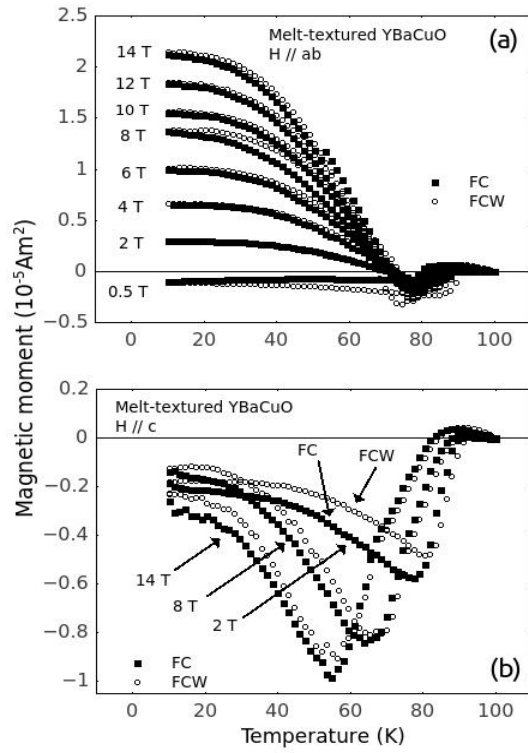 Melt-textured YBaCuO
H // ab
(a)
14 T
12 T
10 T
8 T
6 T
4 T
2 T
0.5 T
FC
FCW
2.5
2
1.5
1
0.5
0
−0.5
0
20
40
60
80
100
Magnetic moment (10⁻⁵Am²)
Melt-textured YBaCuO
H // c
FC
FCW
14 T
8 T
2 T
FC
FCW
(b)
0.2
0
−0.2
−0.4
−0.6
−0.8
−1
0
20
40
60
80
100
Temperature (K)